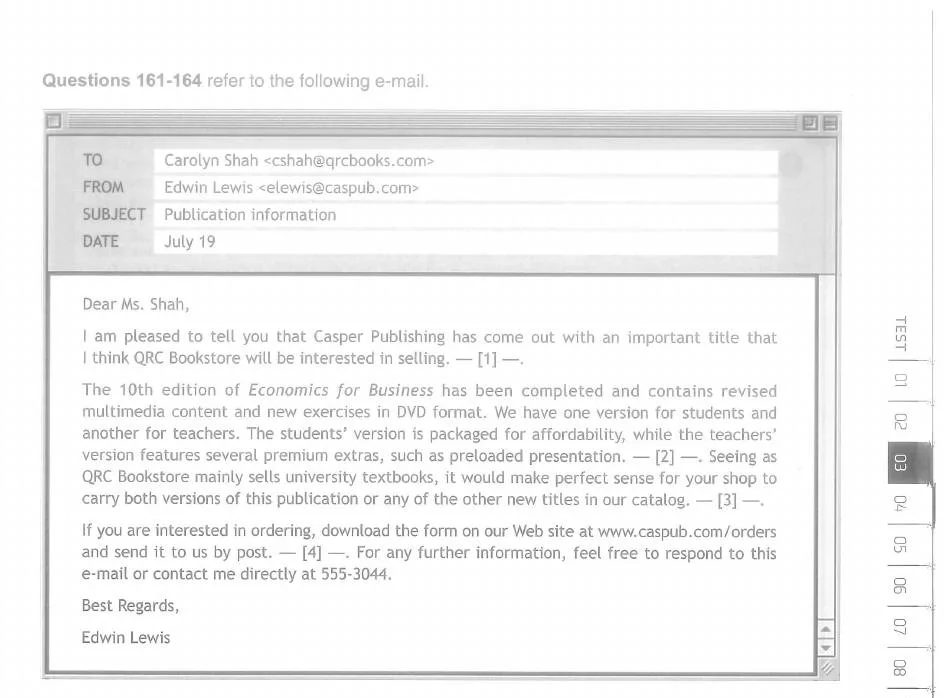 Questions 161-164 refer to the following e-mail.
TO Carolyn Shah <cshah@qrcbooks.com>
FROM Edwin Lewis <elewis@caspub.com>
SUBJECT Publication information
DATE July 19
Dear Ms. Shah,
I am pleased to tell you that Casper Publishing has come out with an important title that
I think QRC Bookstore will be interested in selling. — [1] —.
The 10th edition of Economics for Business has been completed and contains revised
multimedia content and new exercises in DVD format. We have one version for students and
another for teachers. The students' version is packaged for affordability, while the teachers'
version features several premium extras, such as preloaded presentation. — [2] —. Seeing as
QRC Bookstore mainly sells university textbooks, it would make perfect sense for your shop to
carry both versions of this publication or any of the other new titles in our catalog. — [3] —.
If you are interested in ordering, download the form on our Web site at www.caspub.com/orders
and send it to us by post. — [4] —. For any further information, feel free to respond to this
e-mail or contact me directly at 555-3044.
Best Regards,
Edwin Lewis
TEST
01
02
03
04
05
06
07
08